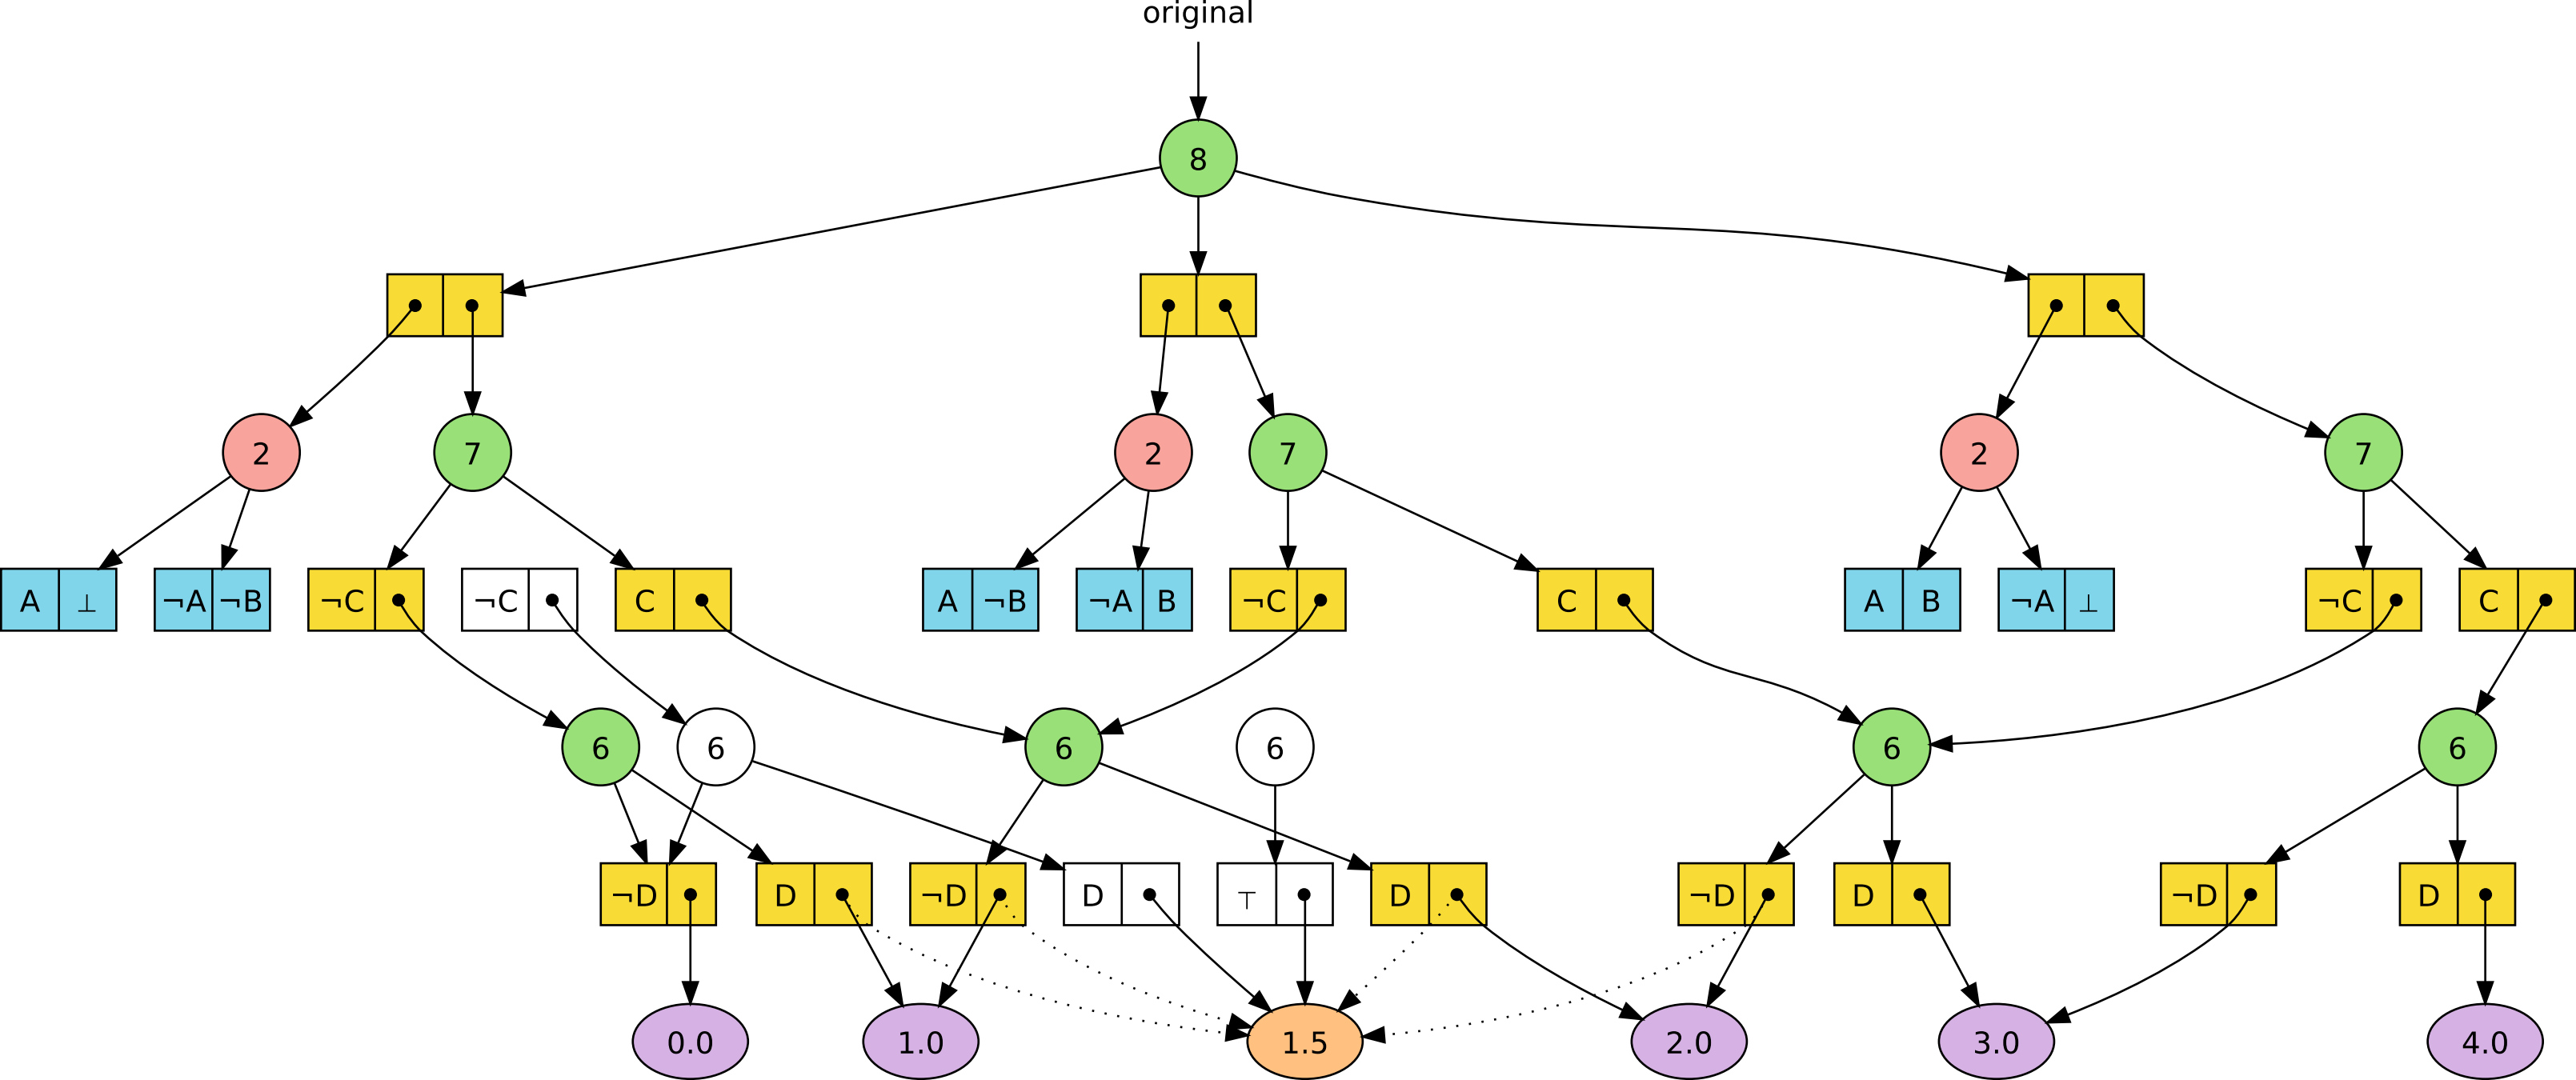 original
8
2 7 2 7 2 7
A ⊥ ¬A ¬B ¬C ¬C C A ¬B ¬A B ¬C C A B ¬A ⊥ ¬C C
6 6 6 6 6 6
¬D D ¬D D ⊤ D ¬D D ¬D D
0.0 1.0 1.5 2.0 3.0 4.0